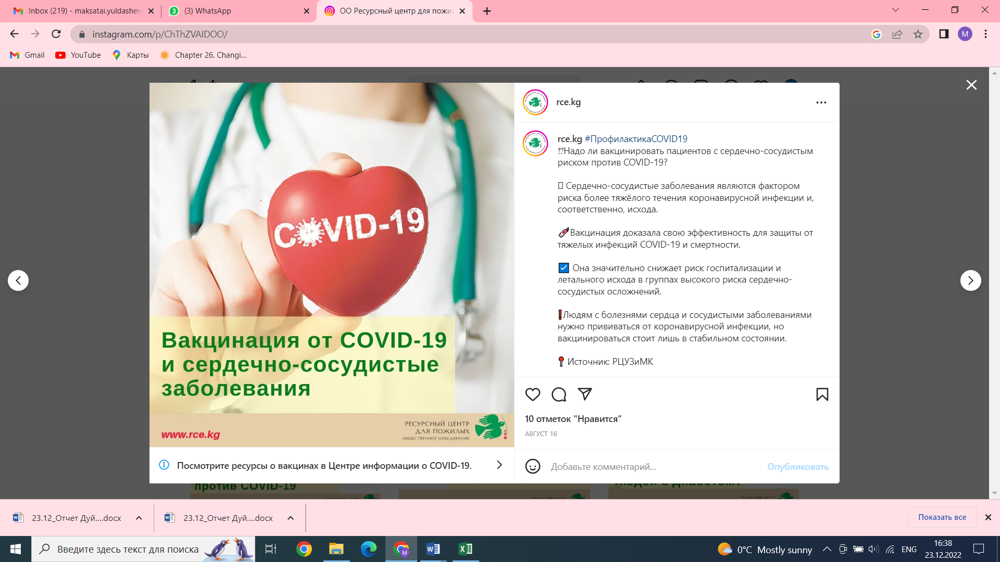 Inbox (219) - maksatai.yuldashev
(3) WhatsApp
ОО Ресурсный центр для пожи
instagram.com/p/ChThZVAIDOO/
M
Gmail
YouTube
Карты
Chapter 26. Changi...
COVID-19
Вакцинация от COVID-19
и сердечно-сосудистые
заболевания
www.rce.kg
РЕСУРСНЫЙ ЦЕНТР
ДЛЯ ПОЖИЛЫХ
ОБЩЕСТВЕННОЕ ОБЪЕДИНЕНИЕ
Посмотрите ресурсы о вакцинах в Центре информации о COVID-19.
rce.kg
rce.kg #ПрофилактикаCOVID19
⁉Надо ли вакцинировать пациентов с сердечно-сосудистым
риском против COVID-19?
Сердечно-сосудистые заболевания являются фактором
риска более тяжёлого течения коронавирусной инфекции и,
соответственно, исхода.
Вакцинация доказала свою эффективность для защиты от
тяжелых инфекций COVID-19 и смертности.
Она значительно снижает риск госпитализации и
летального исхода в группах высокого риска сердечно-
сосудистых осложнений.
❗Людям с болезнями сердца и сосудистыми заболеваниями
нужно прививаться от коронавирусной инфекции, но
вакцинироваться стоит лишь в стабильном состоянии.
Источник: РЦУЗиМК
10 отметок "Нравится"
АВГУСТ 16
Добавьте комментарий...
Опубликовать
против COVID-19
людей с диабетом?
23.12_Отчет Дуй....docx
23.12_Отчет Дуй....docx
Показать все
Введите здесь текст для поиска
0°C Mostly sunny
ENG
16:38
23.12.2022